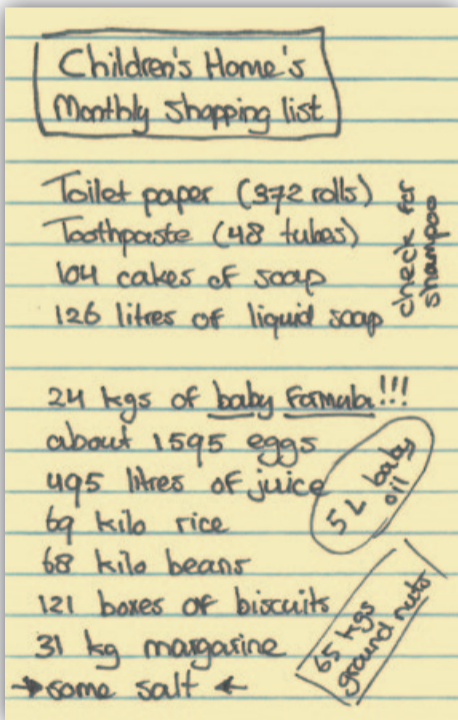 Children's Home's
Monthly Shopping list
Toilet paper (372 rolls)
Toothpaste (48 tubes)
104 cakes of soap
126 litres of liquid soap
check for
shampoo
24 kgs of baby formula!!!
about 1595 eggs
495 litres of juice
69 kilo rice
68 kilo beans
121 boxes of biscuits
31 kg margarine
→some salt←
5L baby
oil
65 kgs
ground nuts